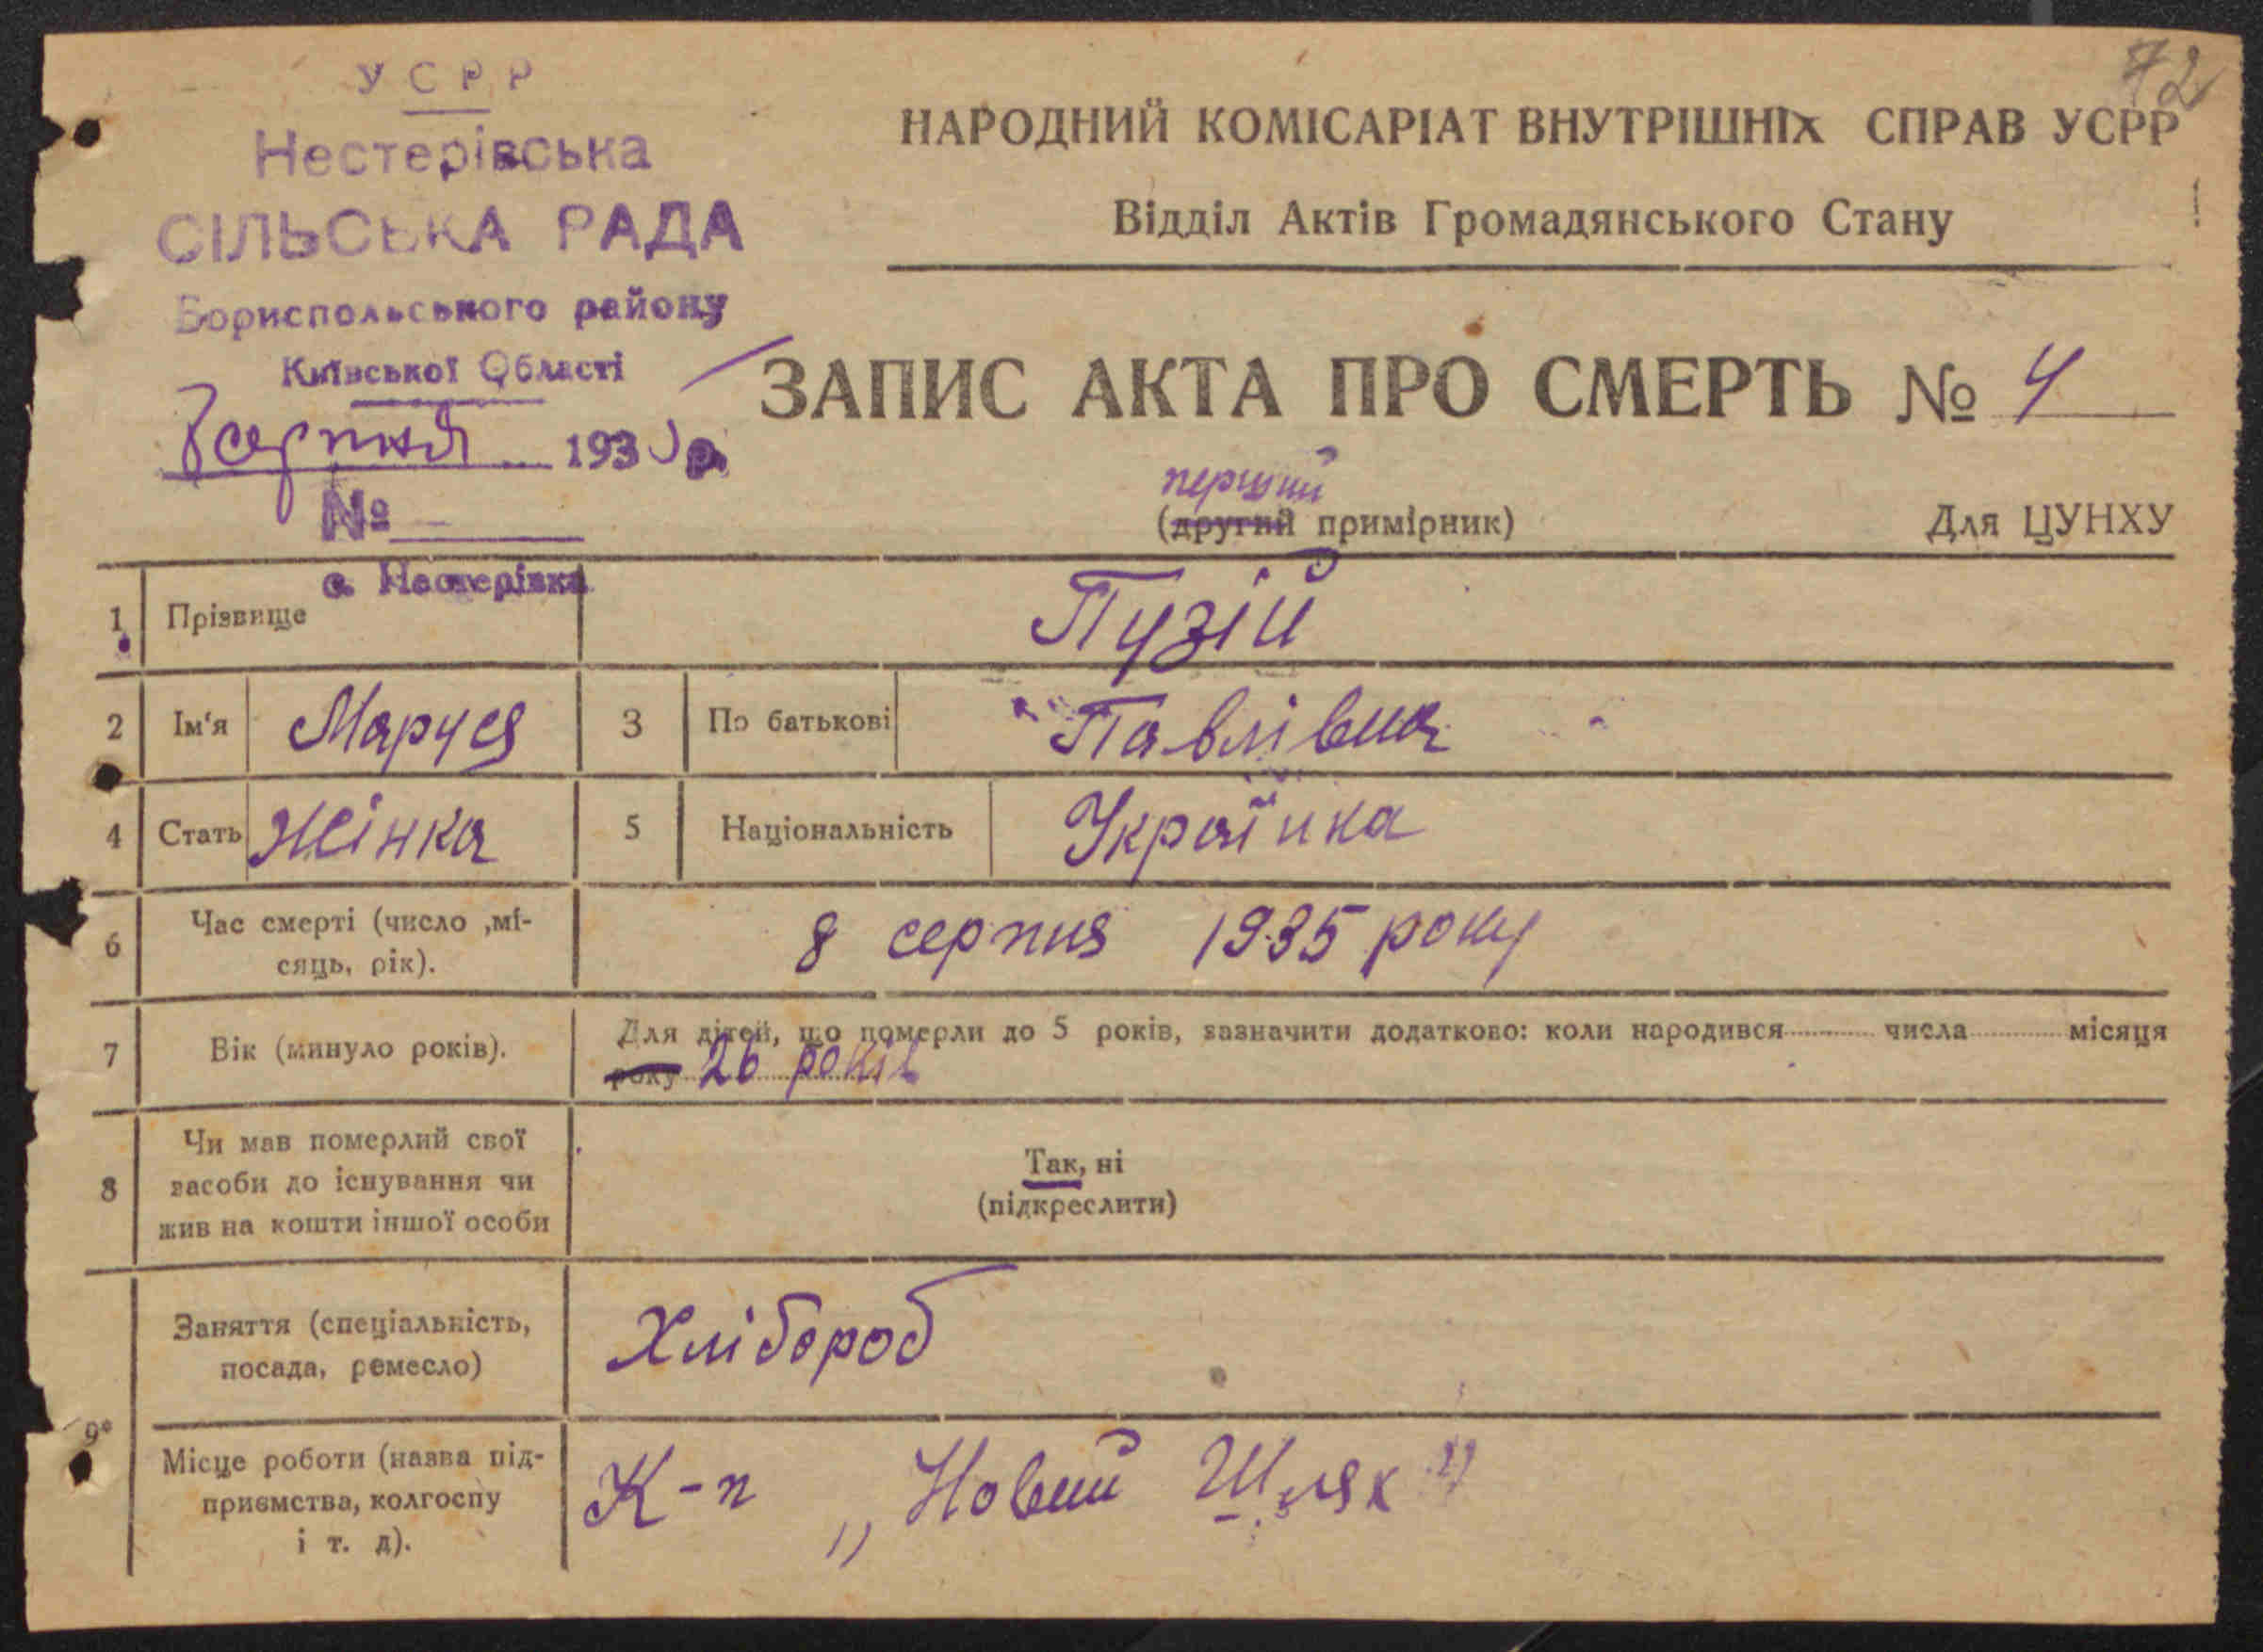 72
УСРР
Нестерівська
СІЛЬСЬКА РАДА
Бориспольського району
Київської Області
8 серпня 193 р.
№
с. Нестерівка
НАРОДНИЙ КОМІСАРІАТ ВНУТРІШНІХ СПРАВ УСРР
Відділ Актів Громадянського Стану
ЗАПИС АКТА ПРО СМЕРТЬ № 4
перший
(другий примірник)
Для ЦУНХУ
1 Прізвище Пузій
2 Ім'я Маруся 3 По батькові Павлівна
4 Стать Жінка 5 Національність Українка
6 Час смерті (число ,мі-
сяць, рік).
8 серпня 1935 року
7 Вік (минуло років).
Для дітей, що померли до 5 років, зазначити додатково: коли народився числа місяця
року 26 років
8 Чи мав померлий свої
засоби до існування чи
жив на кошти іншої особи
Так, ні
(підкреслити)
9 Заняття (спеціальність,
посада, ремесло)
Хлібороб
Місце роботи (назва під-
приємства, колгоспу
і т. д).
К-п „Новий Шлях"